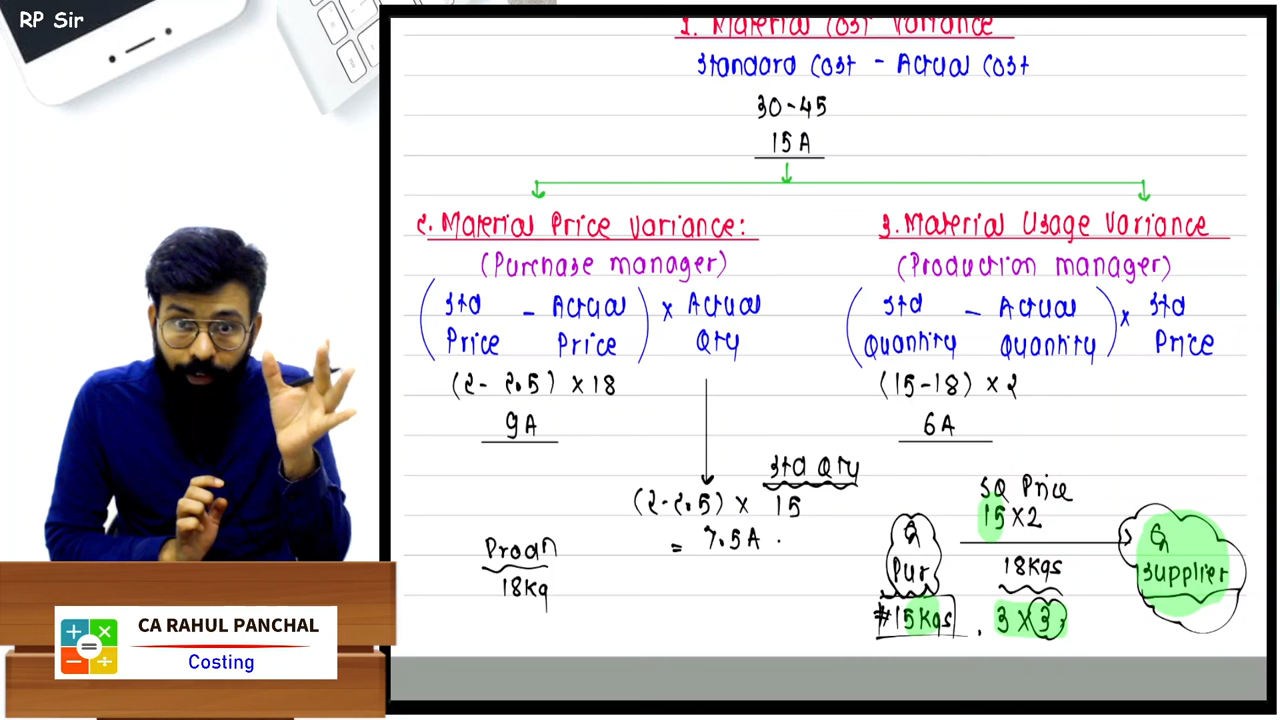 RP Sir
1. Material Cost Variance
Standard Cost - Actual Cost
30-45
15A
2. Material Price Variance:
(Purchase manager)
(Std Price - Actual Price) × Actual Qty
(2-2.5) × 18
9A
3. Material Usage Variance
(Production manager)
(Std Quantity - Actual Quantity) × Std Price
(15-18) × 2
6A
Std Qty
(2-2.5) × 15
= 7.5A
Prodn
18Kg
SQ Price
15×2
Pur
18Kgs
Supplier
#15Kgs
3×3
CA RAHUL PANCHAL
Costing